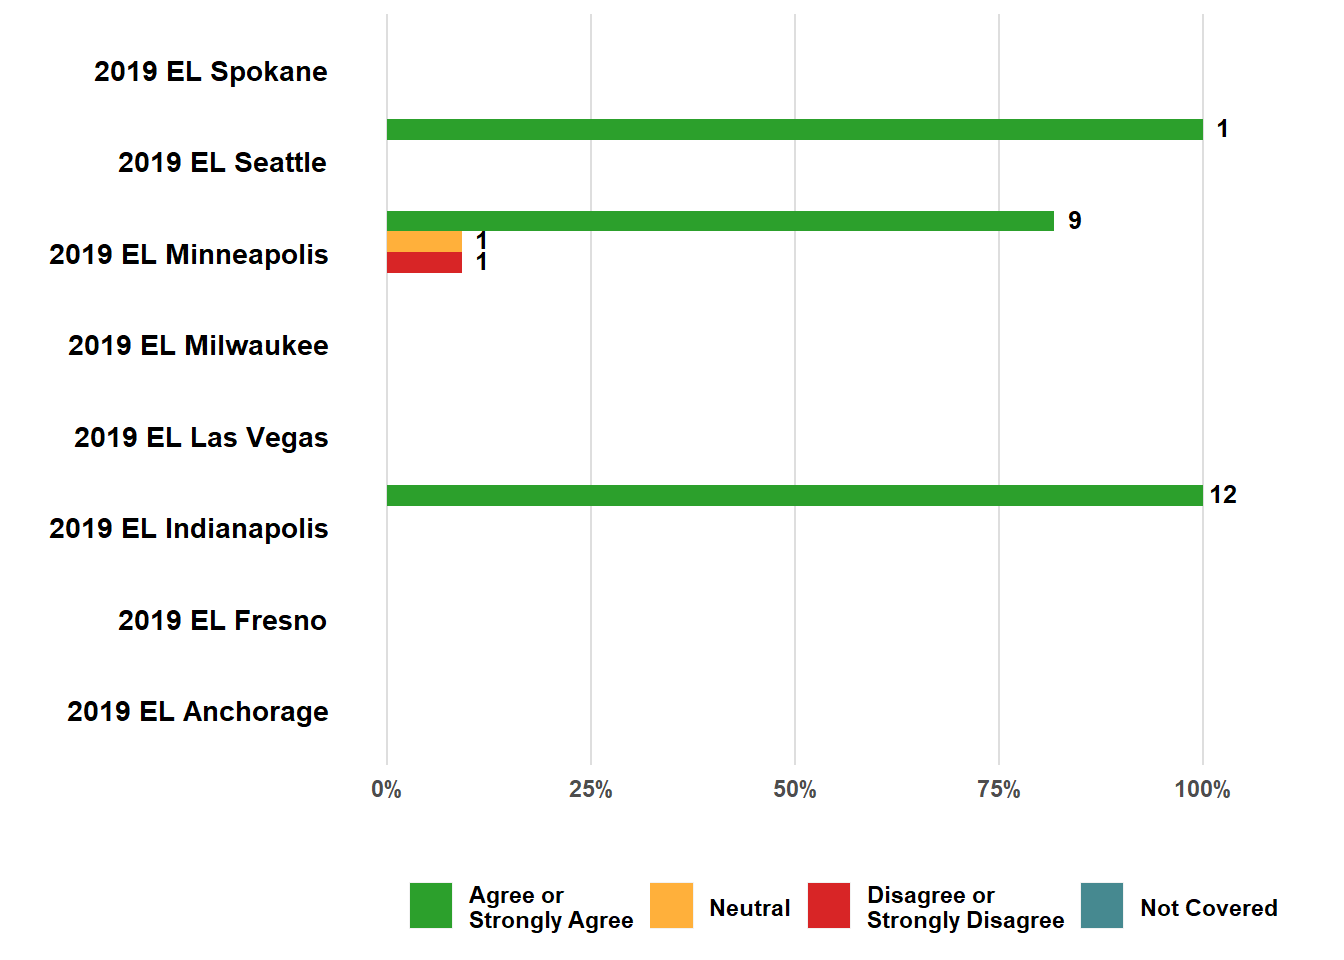 2019 EL Spokane
1
2019 EL Seattle
9
1
2019 EL Minneapolis
1
2019 EL Milwaukee
2019 EL Las Vegas
12
2019 EL Indianapolis
2019 EL Fresno
2019 EL Anchorage
0% 25% 50% 75% 100%
Agree or
Strongly Agree
Neutral
Disagree or
Strongly Disagree
Not Covered